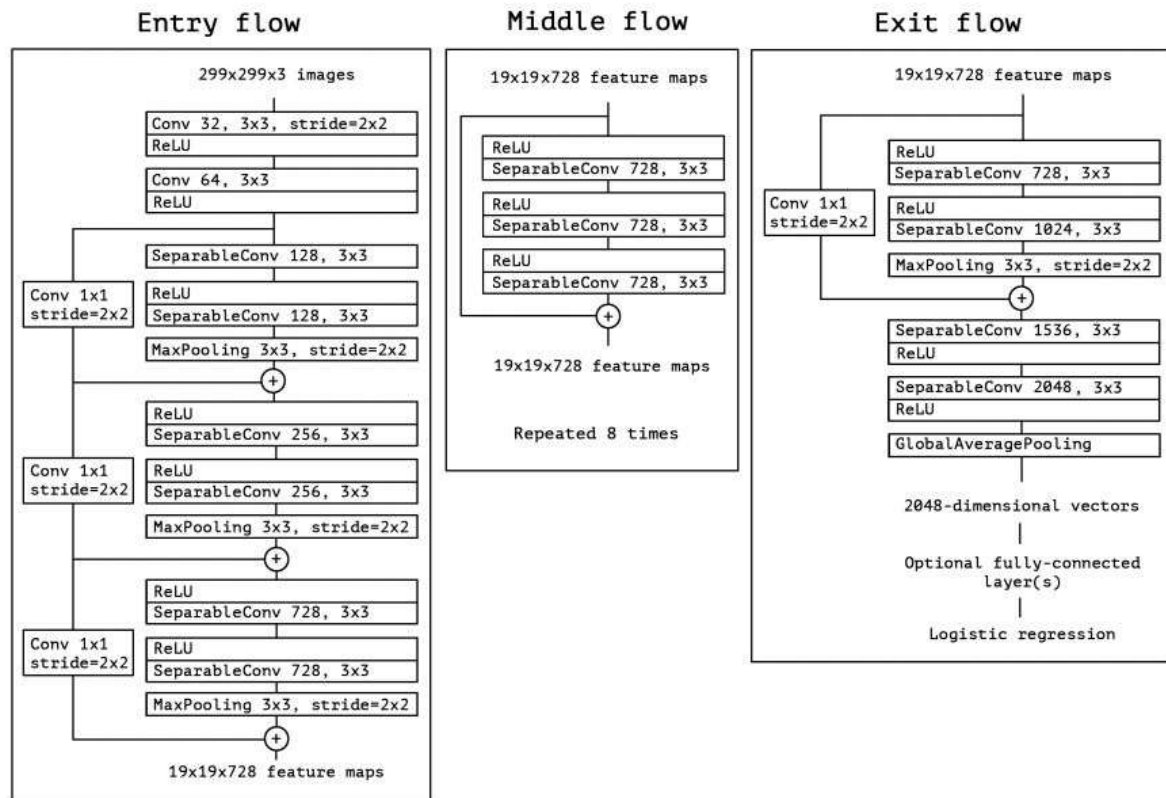 Entry flow
299x299x3 images
Conv 32, 3x3, stride=2x2
ReLU
Conv 64, 3x3
ReLU
SeparableConv 128, 3x3
Conv 1x1
stride=2x2
ReLU
SeparableConv 128, 3x3
MaxPooling 3x3, stride=2x2
+
ReLU
SeparableConv 256, 3x3
Conv 1x1
stride=2x2
ReLU
SeparableConv 256, 3x3
MaxPooling 3x3, stride=2x2
+
ReLU
SeparableConv 728, 3x3
Conv 1x1
stride=2x2
ReLU
SeparableConv 728, 3x3
MaxPooling 3x3, stride=2x2
+
19x19x728 feature maps
Middle flow
19x19x728 feature maps
ReLU
SeparableConv 728, 3x3
ReLU
SeparableConv 728, 3x3
ReLU
SeparableConv 728, 3x3
+
19x19x728 feature maps
Repeated 8 times
Exit flow
19x19x728 feature maps
ReLU
SeparableConv 728, 3x3
Conv 1x1
stride=2x2
ReLU
SeparableConv 1024, 3x3
MaxPooling 3x3, stride=2x2
+
SeparableConv 1536, 3x3
ReLU
SeparableConv 2048, 3x3
ReLU
GlobalAveragePooling
2048-dimensional vectors
Optional fully-connected
layer(s)
Logistic regression